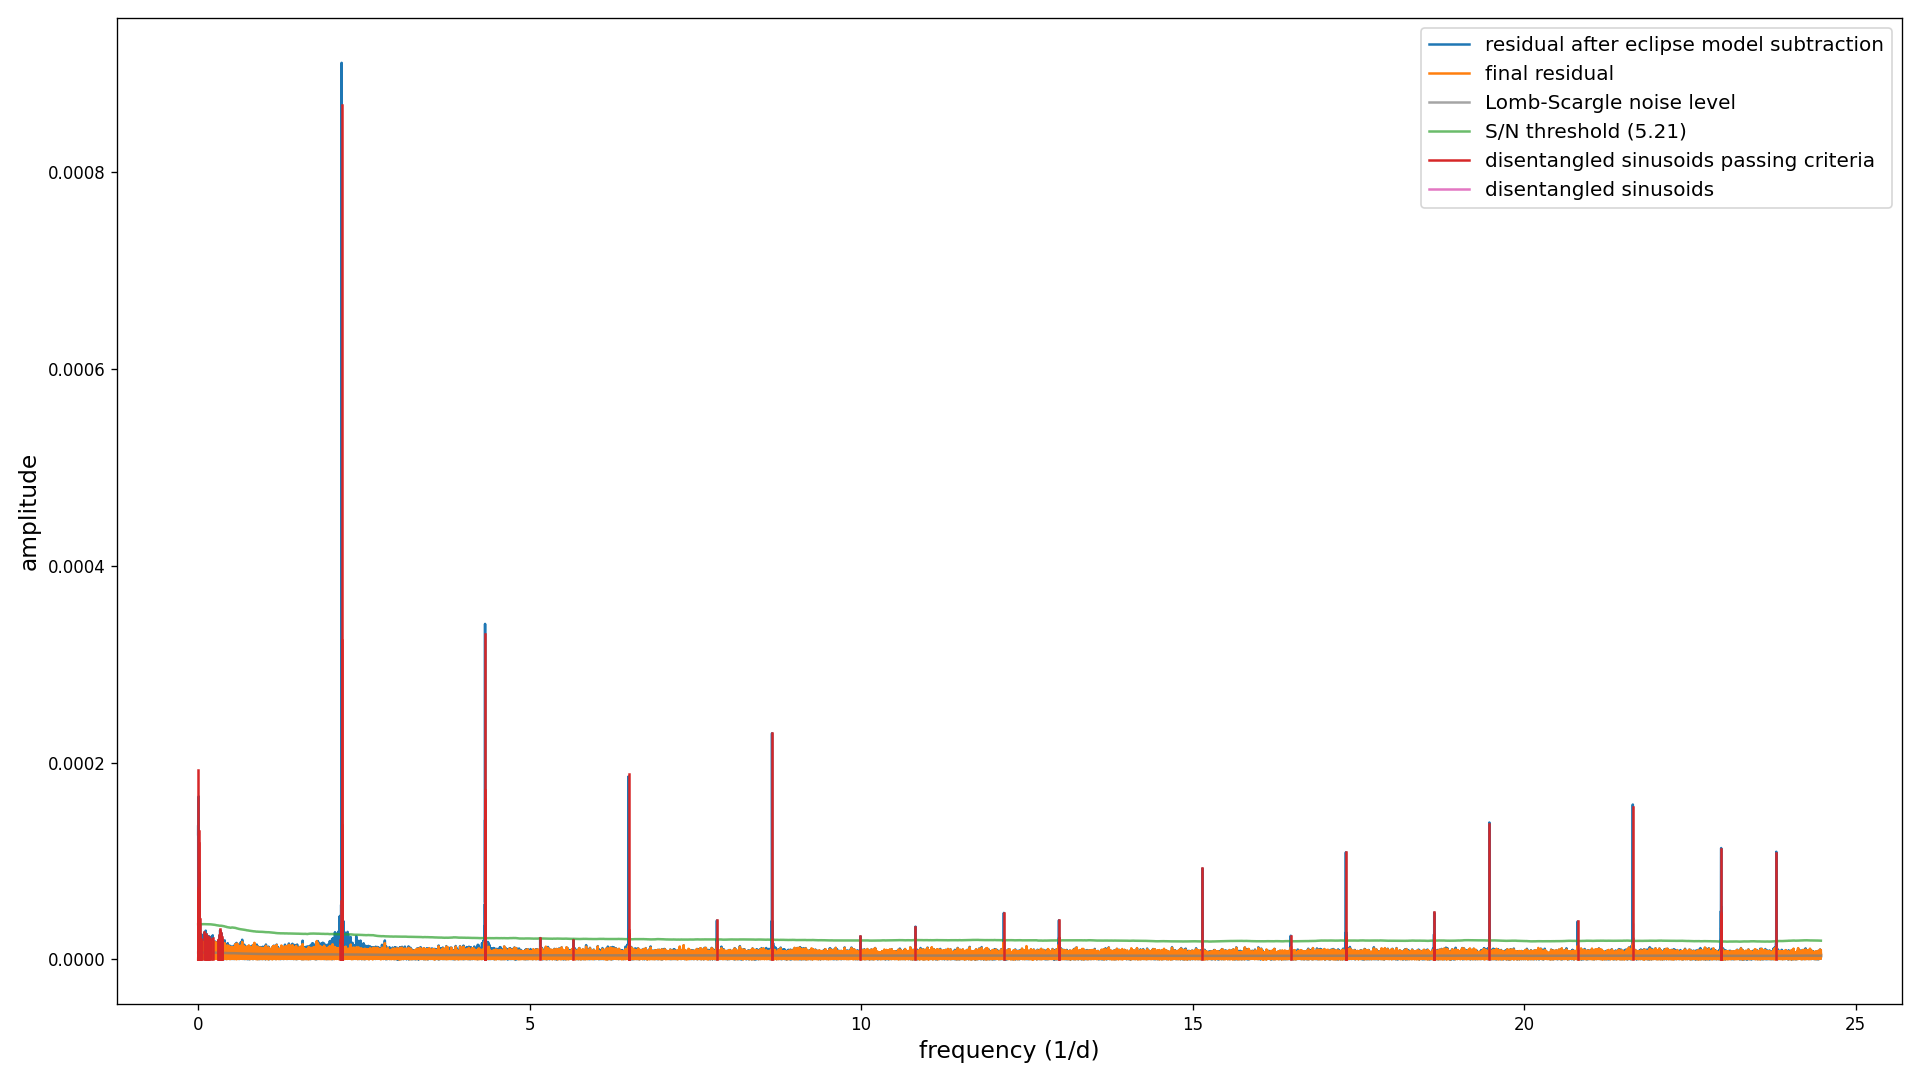 residual after eclipse model subtraction
final residual
Lomb-Scargle noise level
S/N threshold (5.21)
disentangled sinusoids passing criteria
disentangled sinusoids
amplitude
0.0008
0.0006
0.0004
0.0002
0.0000
0 5 10 15 20 25
frequency (1/d)